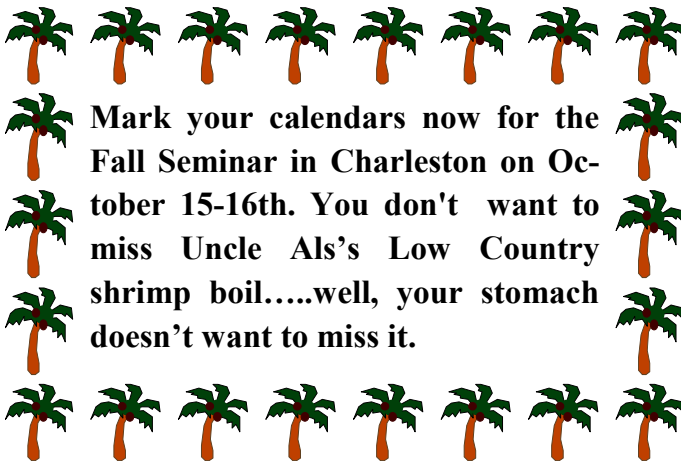 Mark your calendars now for the
Fall Seminar in Charleston on Oc-
tober 15-16th. You don't want to
miss Uncle Als’s Low Country
shrimp boil…..well, your stomach
doesn’t want to miss it.